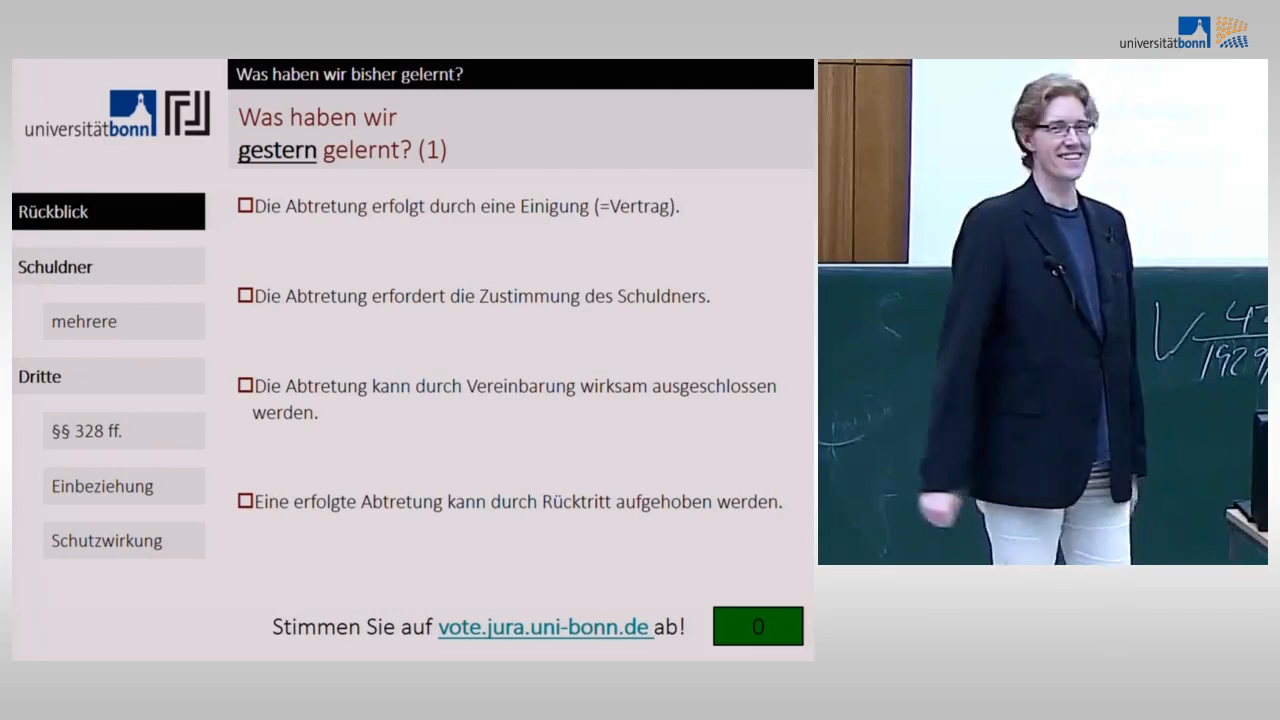 universitätbonn
Was haben wir bisher gelernt?
universitätbonn
Was haben wir
gestern gelernt? (1)
Rückblick
Schuldner
mehrere
Dritte
§§ 328 ff.
Einbeziehung
Schutzwirkung
Die Abtretung erfolgt durch eine Einigung (=Vertrag).
Die Abtretung erfordert die Zustimmung des Schuldners.
Die Abtretung kann durch Vereinbarung wirksam ausgeschlossen
werden.
Eine erfolgte Abtretung kann durch Rücktritt aufgehoben werden.
Stimmen Sie auf vote.jura.uni-bonn.de ab!
0